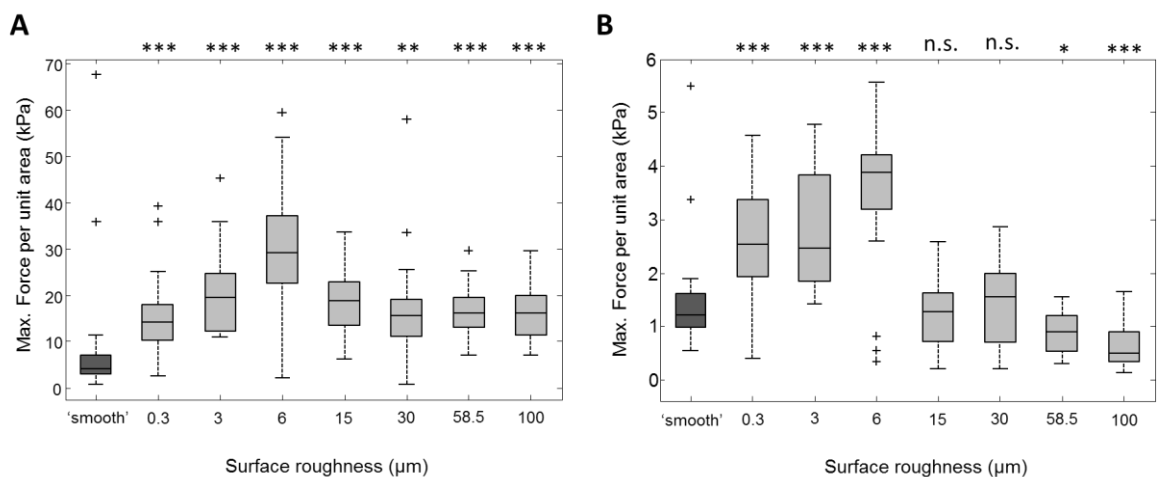 A
*** *** *** *** ** *** ***
Max. Force per unit area (kPa)
70
60
50
40
30
20
10
0
'smooth' 0.3 3 6 15 30 58.5 100
Surface roughness (µm)
B
*** *** *** n.s. n.s. * ***
Max. Force per unit area (kPa)
6
5
4
3
2
1
0
'smooth' 0.3 3 6 15 30 58.5 100
Surface roughness (µm)